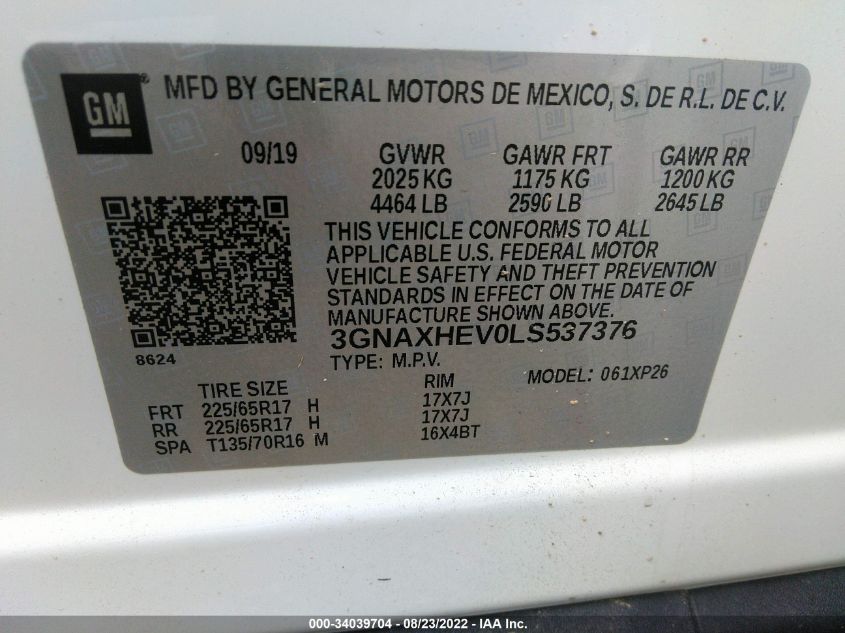 GM® MFD BY GENERAL MOTORS DE MEXICO, S. DE R.L. DE C.V.
09/19 GVWR GAWR FRT GAWR RR
2025 KG 1175 KG 1200 KG
4464 LB 2590 LB 2645 LB
THIS VEHICLE CONFORMS TO ALL
APPLICABLE U.S. FEDERAL MOTOR
VEHICLE SAFETY AND THEFT PREVENTION
STANDARDS IN EFFECT ON THE DATE OF
MANUFACTURE SHOWN ABOVE.
3GNAXHEV0LS537376
8624
TYPE: M.P.V. MODEL: 061XP26
TIRE SIZE RIM
FRT 225/65R17 H 17X7J
RR 225/65R17 H 17X7J
SPA T135/70R16 M 16X4BT
000-34039704 - 08/23/2022 - IAA Inc.